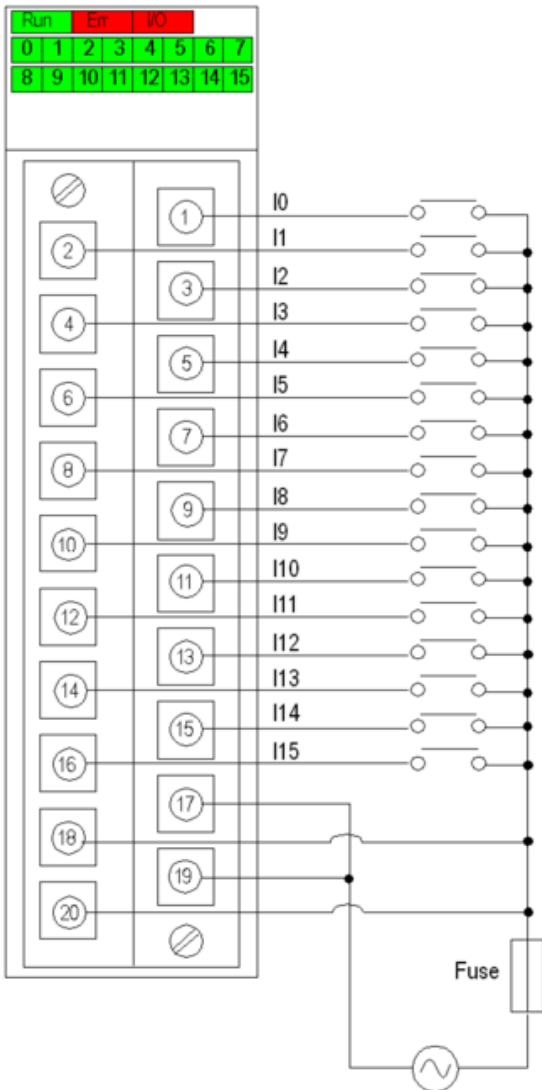 Run Err I/O
0 1 2 3 4 5 6 7
8 9 10 11 12 13 14 15
1 I0
2 I1
3 I2
4 I3
5 I4
6 I5
7 I6
8 I7
9 I8
10 I9
11 I10
12 I11
13 I12
14 I13
15 I14
16 I15
17
18
19
20
Fuse